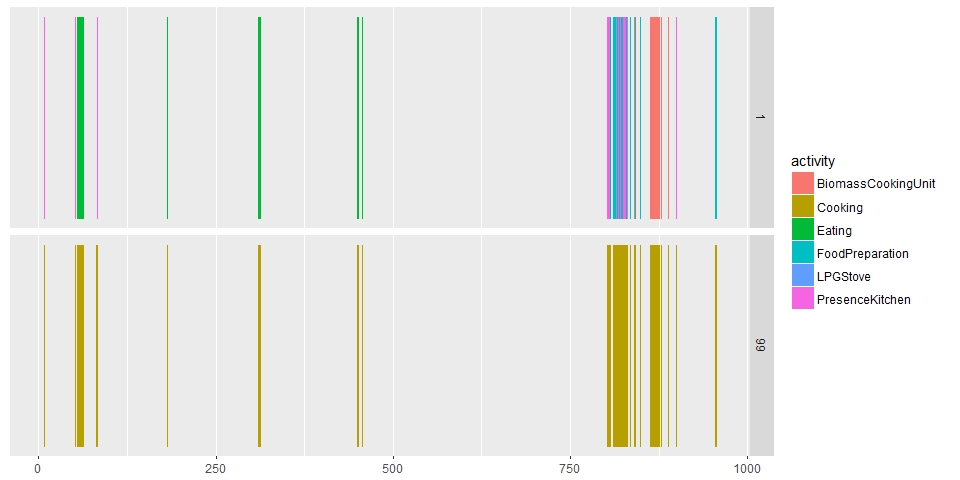 1
99
0
250
500
750
1000
activity
BiomassCookingUnit
Cooking
Eating
FoodPreparation
LPGStove
PresenceKitchen